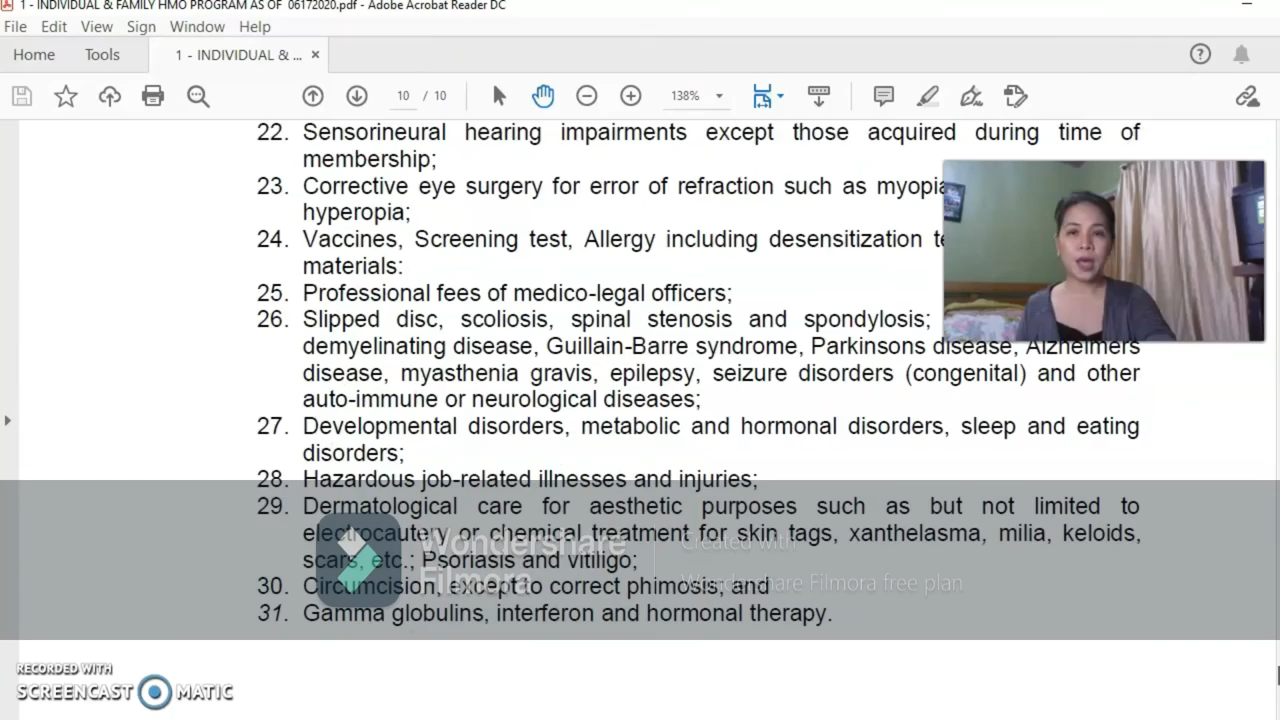 1 - INDIVIDUAL & FAMILY HMO PROGRAM AS OF 06172020.pdf - Adobe Acrobat Reader DC
File Edit View Sign Window Help
Home Tools 1 - INDIVIDUAL & ... ×
10 / 10 138%
22. Sensorineural hearing impairments except those acquired during time of
membership;
23. Corrective eye surgery for error of refraction such as
hyperopia;
24. Vaccines, Screening test, Allergy including desensitization
materials:
25. Professional fees of medico-legal officers;
26. Slipped disc, scoliosis, spinal stenosis and spondylosis;
demyelinating disease, Guillain-Barre syndrome, Parkinsons disease, Alzheimers
disease, myasthenia gravis, epilepsy, seizure disorders (congenital) and other
auto-immune or neurological diseases;
27. Developmental disorders, metabolic and hormonal disorders, sleep and eating
disorders;
28. Hazardous job-related illnesses and injuries;
29. Dermatological care for aesthetic purposes such as but not limited to
electrocautery or chemical treatment for skin tags, xanthelasma, milia, keloids,
scars, etc.; Psoriasis and vitiligo;
30. Circumcision, except to correct phimosis; and
31. Gamma globulins, interferon and hormonal therapy.
Wondershare
Filmora
Created with
Wondershare Filmora free plan
RECORDED WITH
SCREENCAST MATIC